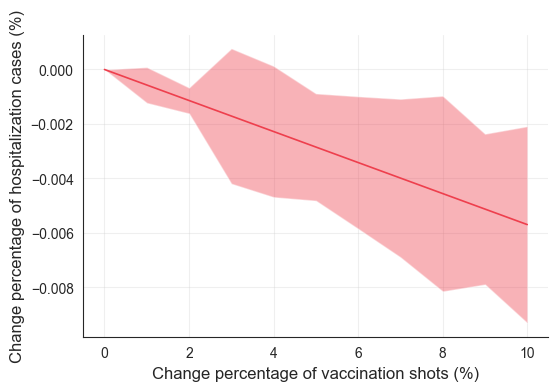 Change percentage of hospitalization cases (%)
0.000
−0.002
−0.004
−0.006
−0.008
0 2 4 6 8 10
Change percentage of vaccination shots (%)